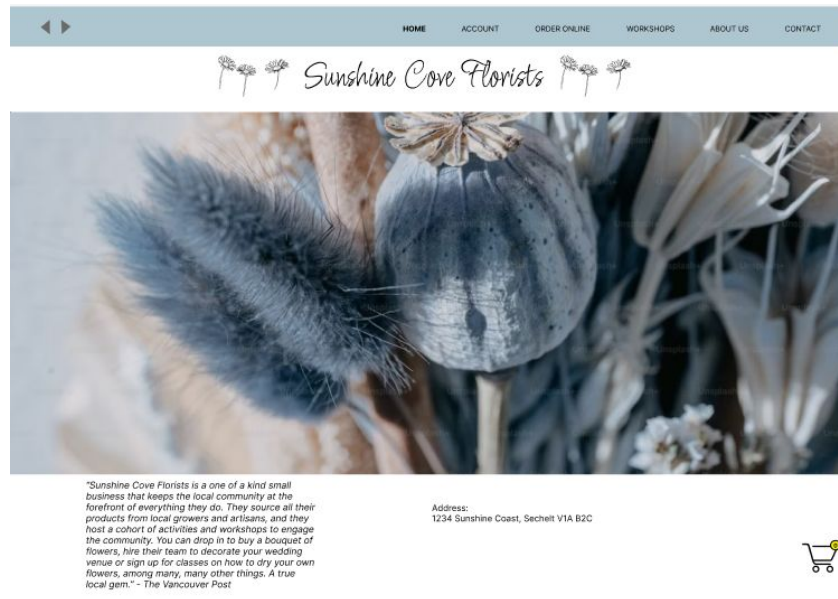 HOME ACCOUNT ORDER ONLINE WORKSHOPS ABOUT US CONTACT
Sunshine Cove Florists
"Sunshine Cove Florists is a one of a kind small
business that keeps the local community at the
forefront of everything they do. They source all their
products from local growers and artisans, and they
host a cohort of activities and workshops to engage
the community. You can drop in to buy a bouquet of
flowers, hire their team to decorate your wedding
venue or sign up for classes on how to dry your own
flowers, among many, many other things. A true
local gem." - The Vancouver Post
Address:
1234 Sunshine Coast, Sechelt V1A B2C